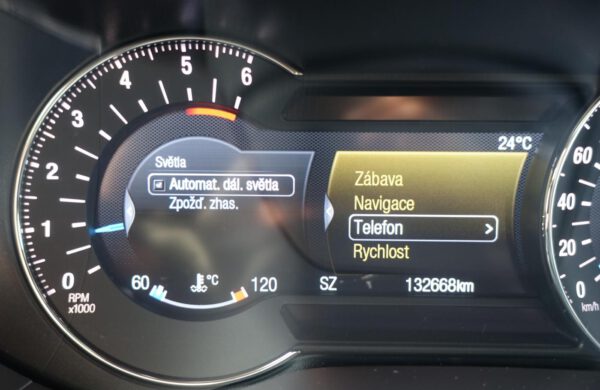 6
5
4
3
2
1
0
RPM
x1000
Světla
Automat. dál. světla
Zpožď. zhas.
60 °C 120
24°C
Zábava
Navigace
Telefon >
Rychlost
SZ 132668km
60
40
20
0
km/h